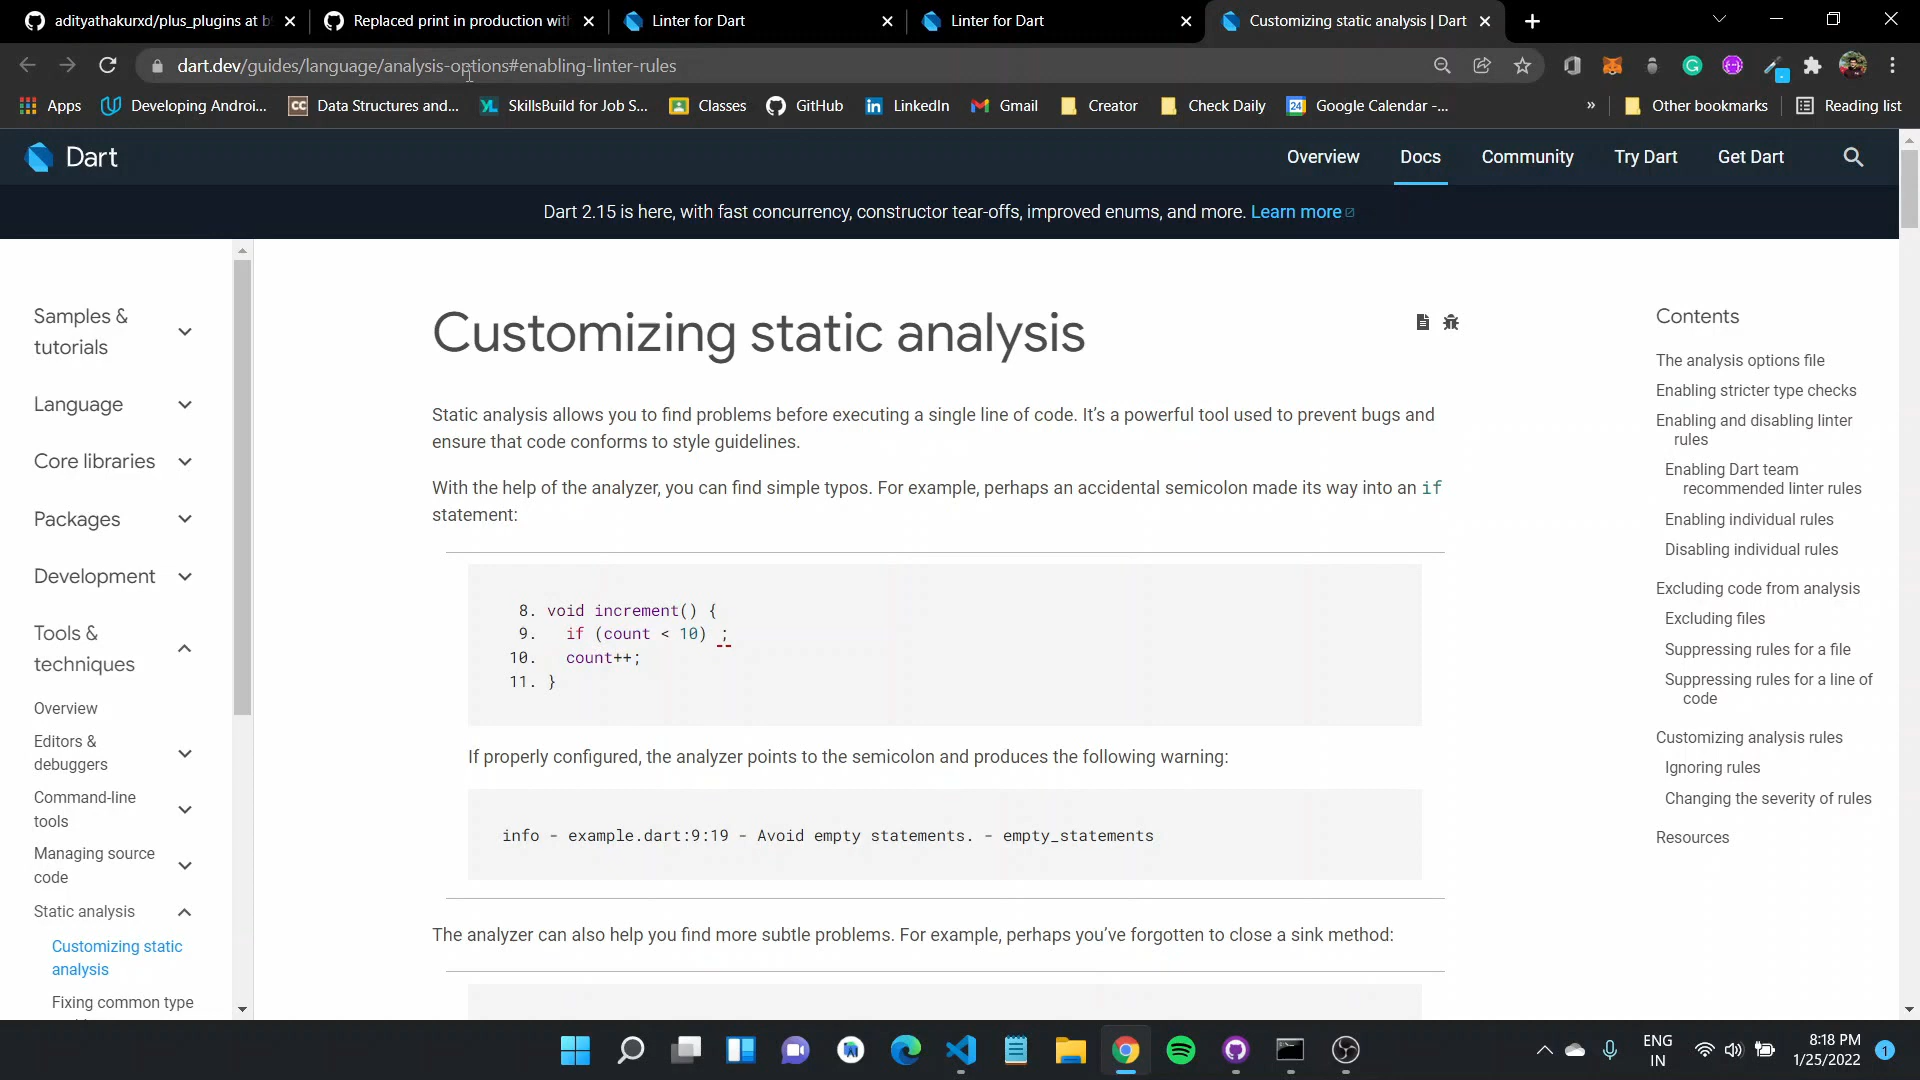 adityathakurxd/plus_plugins at b
Replaced print in production with
Linter for Dart
Linter for Dart
Customizing static analysis | Dart
dart.dev/guides/language/analysis-options#enabling-linter-rules
Apps
Developing Androi...
Data Structures and...
SkillsBuild for Job S...
Classes
GitHub
LinkedIn
Gmail
Creator
Check Daily
24
Google Calendar -...
»
Other bookmarks
Reading list
Dart
Overview
Docs
Community
Try Dart
Get Dart
Dart 2.15 is here, with fast concurrency, constructor tear-offs, improved enums, and more. Learn more
Samples &
tutorials
Language
Core libraries
Packages
Development
Tools &
techniques
Overview
Editors &
debuggers
Command-line
tools
Managing source
code
Static analysis
Customizing static
analysis
Fixing common type
Customizing static analysis
Static analysis allows you to find problems before executing a single line of code. It’s a powerful tool used to prevent bugs and
ensure that code conforms to style guidelines.
With the help of the analyzer, you can find simple typos. For example, perhaps an accidental semicolon made its way into an if
statement:
8. void increment() {
9. if (count < 10) ;
10. count++;
11. }
If properly configured, the analyzer points to the semicolon and produces the following warning:
info - example.dart:9:19 - Avoid empty statements. - empty_statements
The analyzer can also help you find more subtle problems. For example, perhaps you’ve forgotten to close a sink method:
Contents
The analysis options file
Enabling stricter type checks
Enabling and disabling linter
rules
Enabling Dart team
recommended linter rules
Enabling individual rules
Disabling individual rules
Excluding code from analysis
Excluding files
Suppressing rules for a file
Suppressing rules for a line of
code
Customizing analysis rules
Ignoring rules
Changing the severity of rules
Resources
ENG
IN
8:18 PM
1/25/2022
1